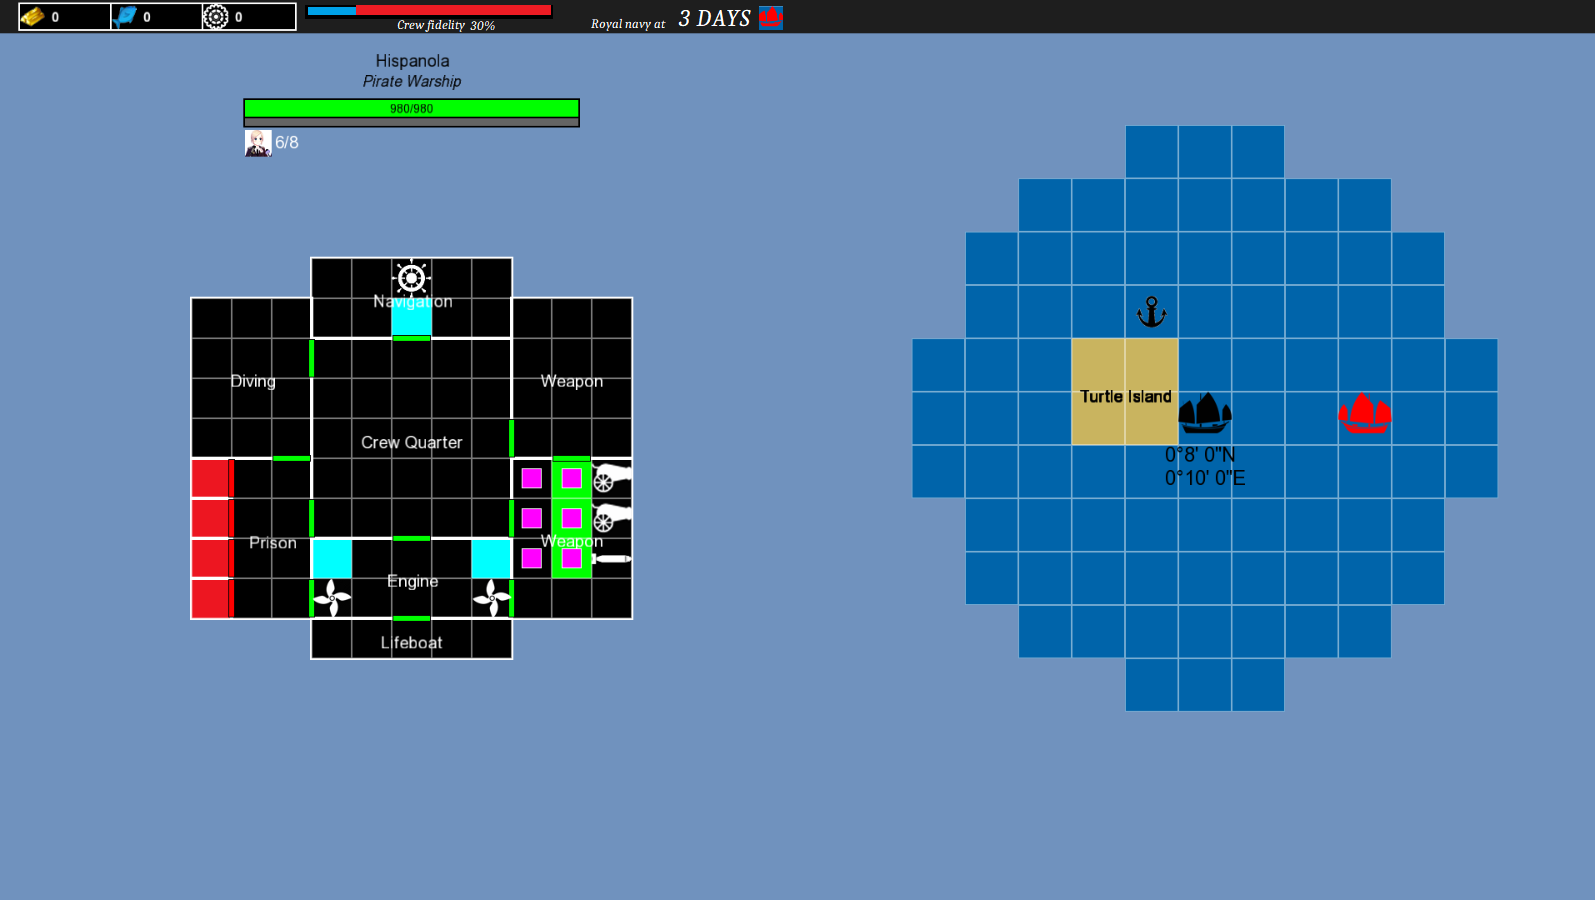 0 0 0
Crew fidelity 30%
Royal navy at 3 DAYS
Hispanola
Pirate Warship
980/980
6/8
Navigation
Diving
Weapon
Crew Quarter
Prison
Weapon
Engine
Lifeboat
Turtle Island
0°8' 0"N
0°10' 0"E